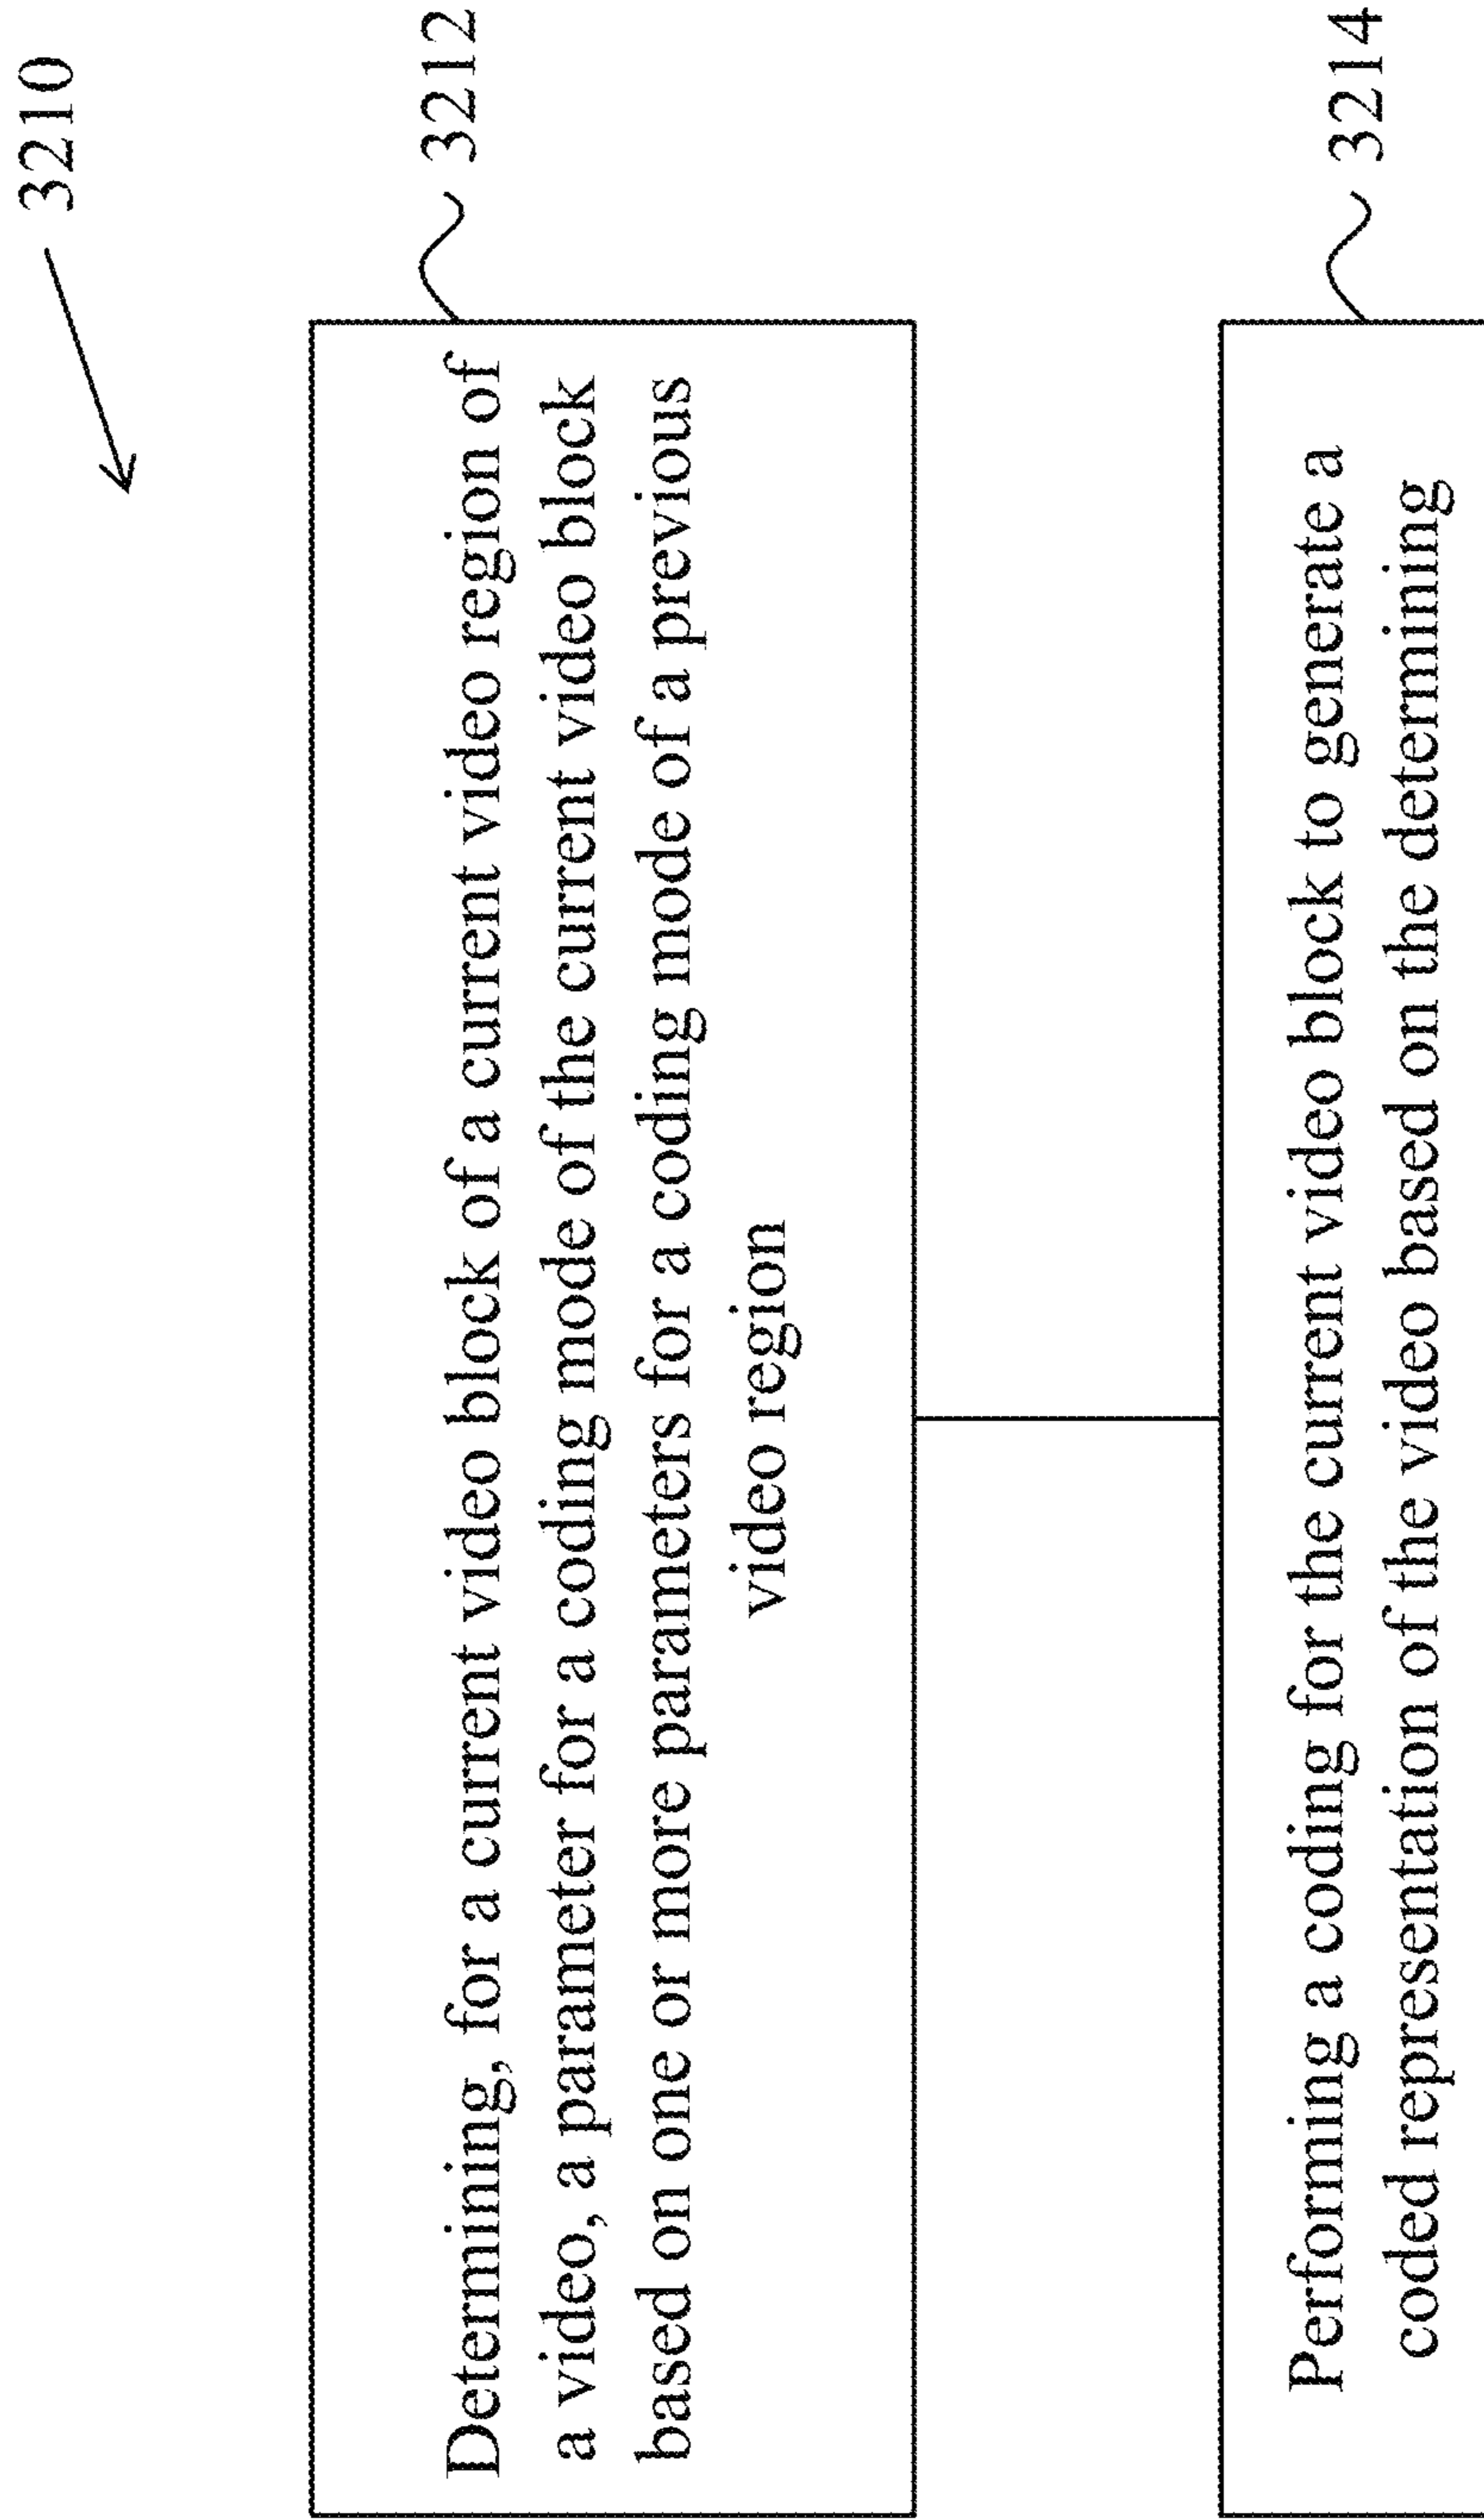 3210
3212
Determining, for a current video block of a current video region of
a video, a parameter for a coding mode of the current video block
based on one or more parameters for a coding mode of a previous
video region
3214
Performing a coding for the current video block to generate a
coded representation of the video based on the determining